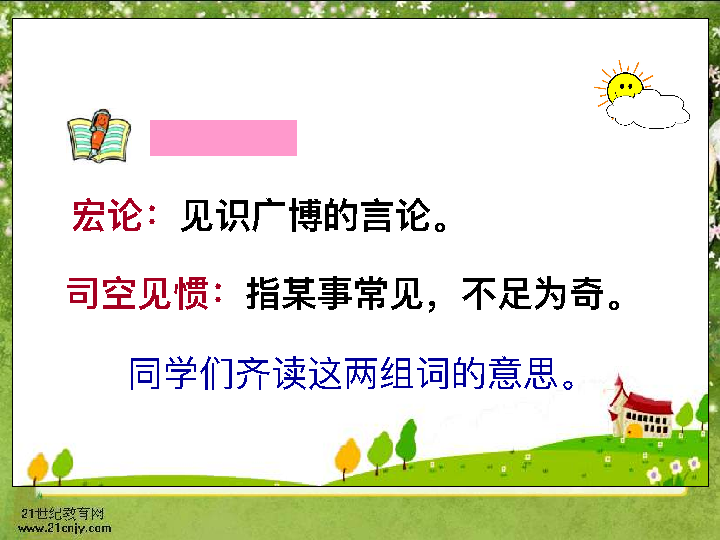 宏论：见识广博的言论。
司空见惯：指某事常见，不足为奇。
同学们齐读这两组词的意思。
21世纪教育网
www.21cnjy.com